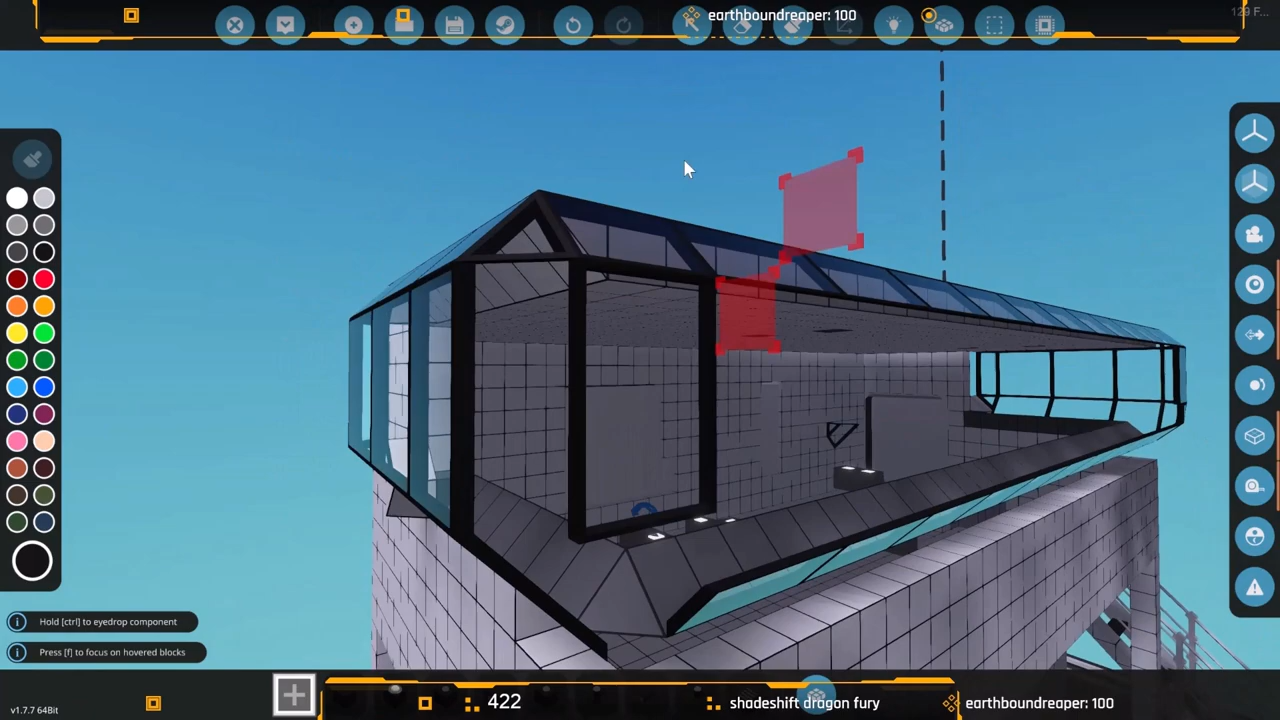 earthboundreaper: 100
129 F...
Hold [ctrl] to eyedrop component
Press [f] to focus on hovered blocks
v1.7.7 64Bit
422
shadeshift dragon fury
earthboundreaper: 100